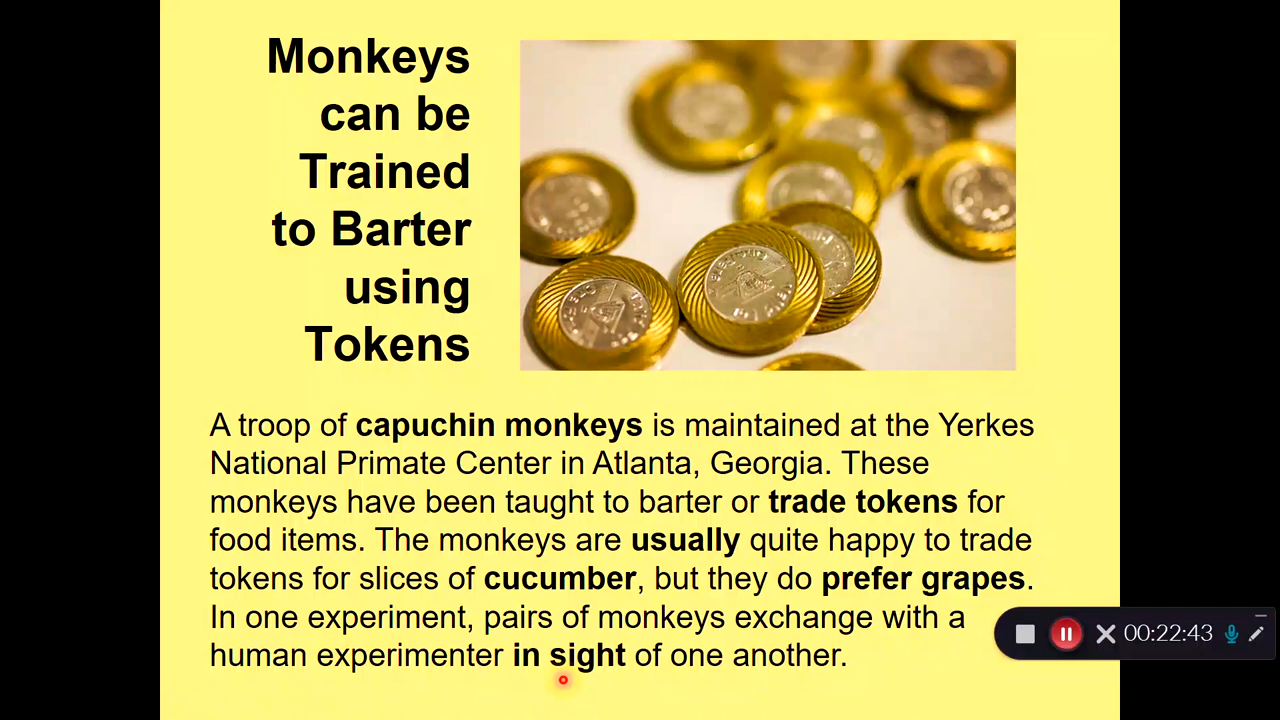 Monkeys
can be
Trained
to Barter
using
Tokens
A troop of capuchin monkeys is maintained at the Yerkes
National Primate Center in Atlanta, Georgia. These
monkeys have been taught to barter or trade tokens for
food items. The monkeys are usually quite happy to trade
tokens for slices of cucumber, but they do prefer grapes.
In one experiment, pairs of monkeys exchange with a
human experimenter in sight of one another.
00:22:43